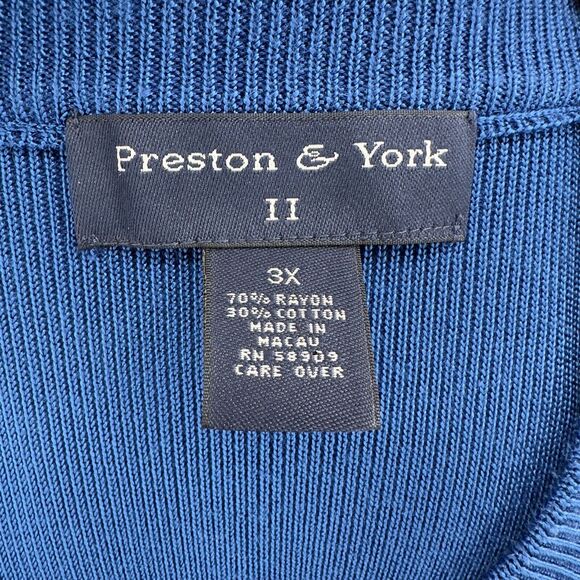 Preston & York
II
3X
70% RAYON
30% COTTON
MADE IN
MACAU
RN 58909
CARE OVER